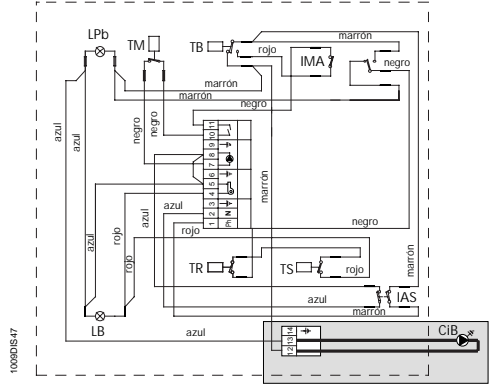 LPb
TM
TB
IMA
marrón
rojo
negro
marrón
marrón
negro
azul
azul
negro
negro
11
10
9
8
7
6
5
4
3
2
1
N
Ph
marrón
azul
rojo
negro
azul
rojo
azul
rojo
TR
TS
rojo
marrón
azul
IAS
marrón
LB
azul
14
13
12
CiB
1009DIS47